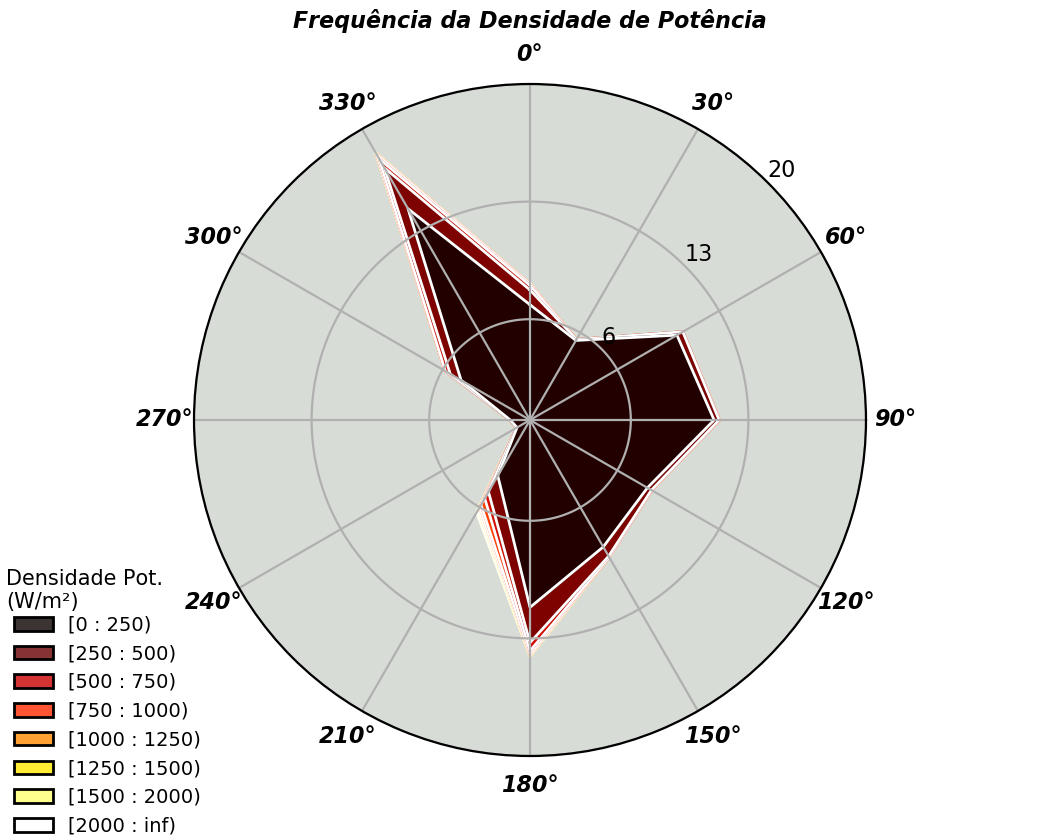 Frequência da Densidade de Potência
0°
330°
30°
20
300°
60°
13
6
270°
90°
240°
120°
210°
150°
180°
Densidade Pot.
(W/m²)
[0 : 250)
[250 : 500)
[500 : 750)
[750 : 1000)
[1000 : 1250)
[1250 : 1500)
[1500 : 2000)
[2000 : inf)